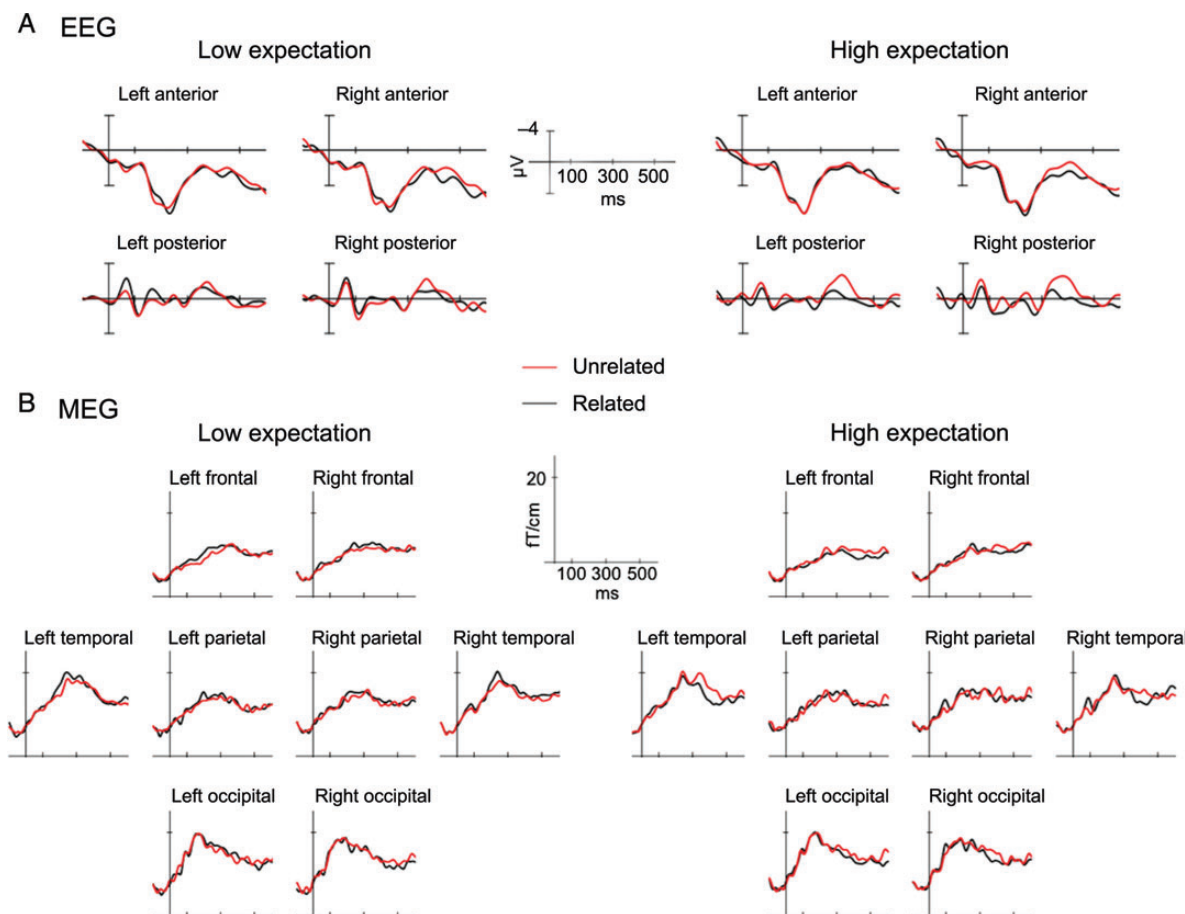 A EEG
Low expectation
High expectation
Left anterior
Right anterior
Left anterior
Right anterior
–4
µV
100 300 500
ms
Left posterior
Right posterior
Left posterior
Right posterior
Unrelated
Related
B MEG
Low expectation
High expectation
Left frontal
Right frontal
20
fT/cm
100 300 500
ms
Left frontal
Right frontal
Left temporal
Left parietal
Right parietal
Right temporal
Left temporal
Left parietal
Right parietal
Right temporal
Left occipital
Right occipital
Left occipital
Right occipital